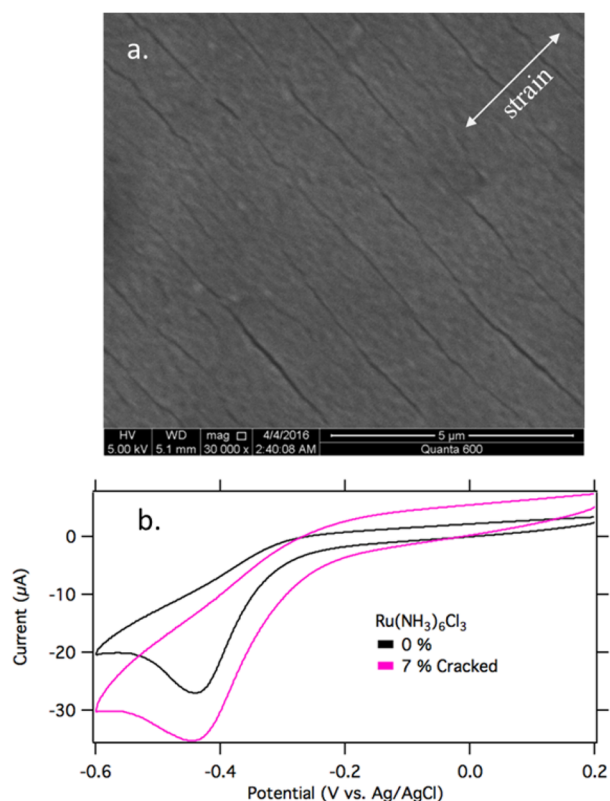 a.
strain
HV WD mag □ 4/4/2016 5 µm
5.00 kV 5.1 mm 30 000 x 2:40:08 AM Quanta 600
b.
0
-10
-20
-30
Current (µA)
Ru(NH3)6Cl3
0 %
7 % Cracked
-0.6 -0.4 -0.2 0.0 0.2
Potential (V vs. Ag/AgCl)